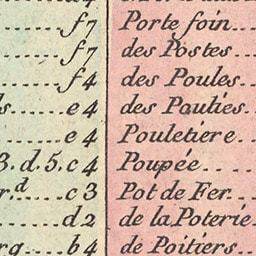 f7 Porte foin
f7 des Postes
f4 des Poules
e4 des Pauties
e4 Pouletiere
3.d.5.c4 Poupée
r.d c3 Pot de Fer
d2 de la Poterie
rg b4 de Poitiers